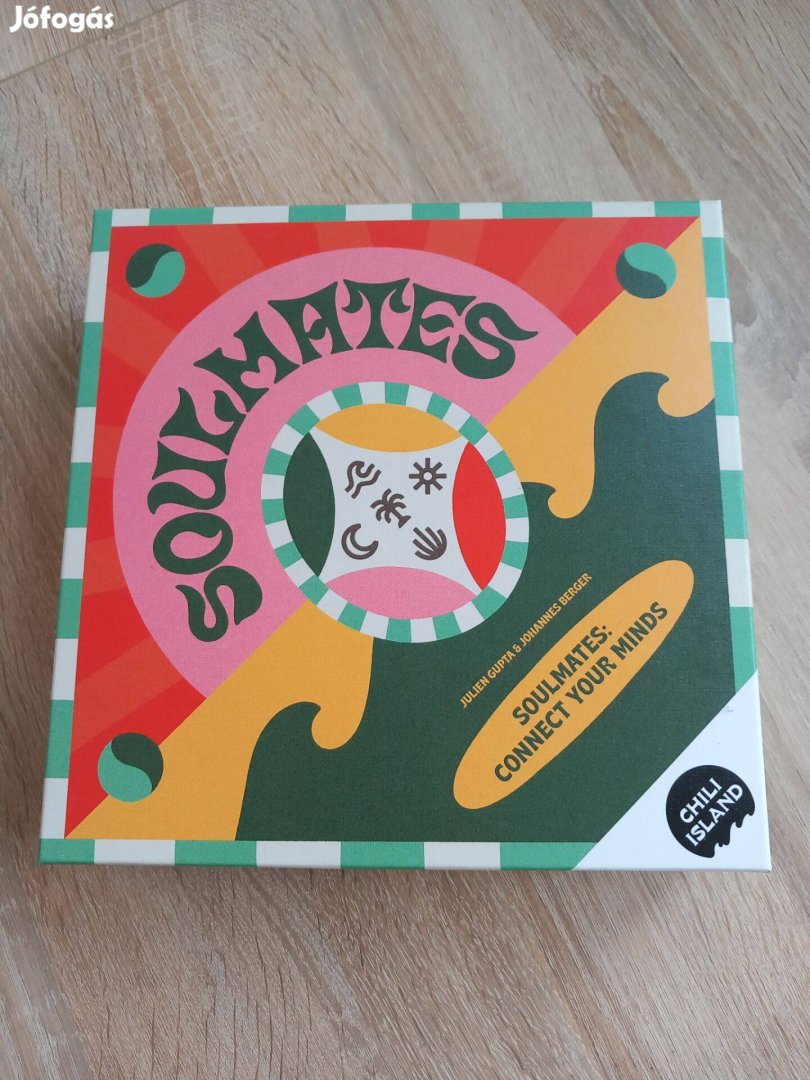 Jófogás
SOULMATES
JULIEN GUPTA & JOHANNES BERGER
SOULMATES:
CONNECT YOUR MINDS
CHILI
ISLAND